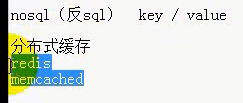 nosql (反sql)   key / value
分布式缓存
redis
memcached